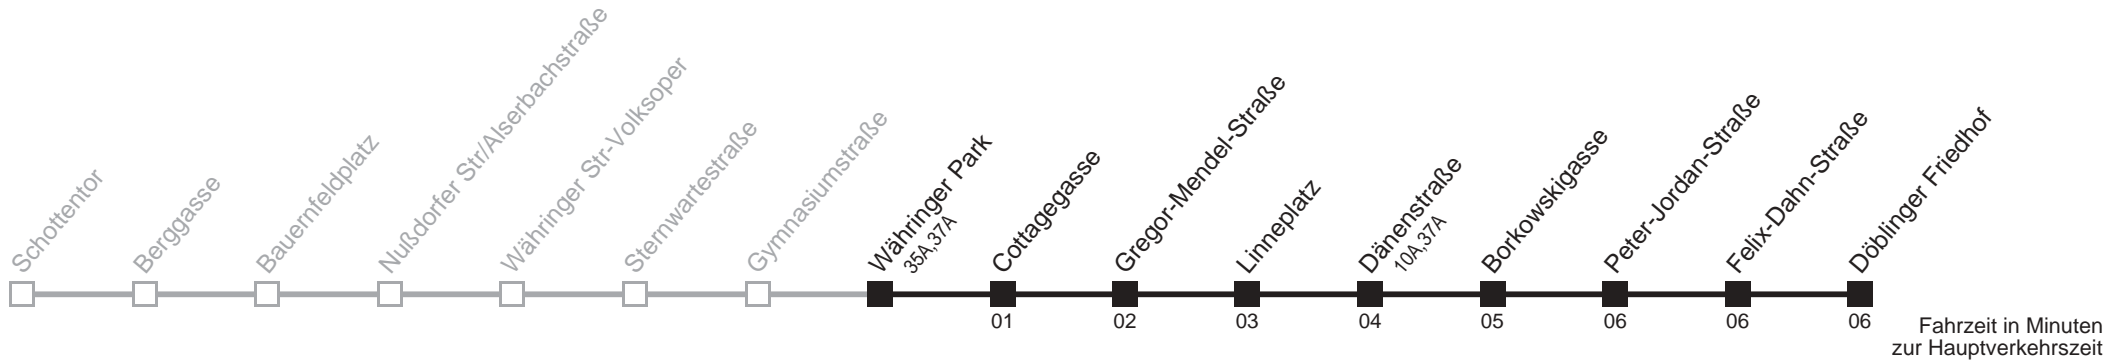 Schottentor
Berggasse
Bauernfeldplatz
Nußdorfer Str/Alserbachstraße
Währinger Str-Volksoper
Sternwartestraße
Gymnasiumstraße
Währinger Park
35A,37A
Cottagegasse
Gregor-Mendel-Straße
Linneplatz
Dänenstraße
10A,37A
Borkowskigasse
Peter-Jordan-Straße
Felix-Dahn-Straße
Döblinger Friedhof
01 02 03 04 05 06 06 06
Fahrzeit in Minuten
zur Hauptverkehrszeit